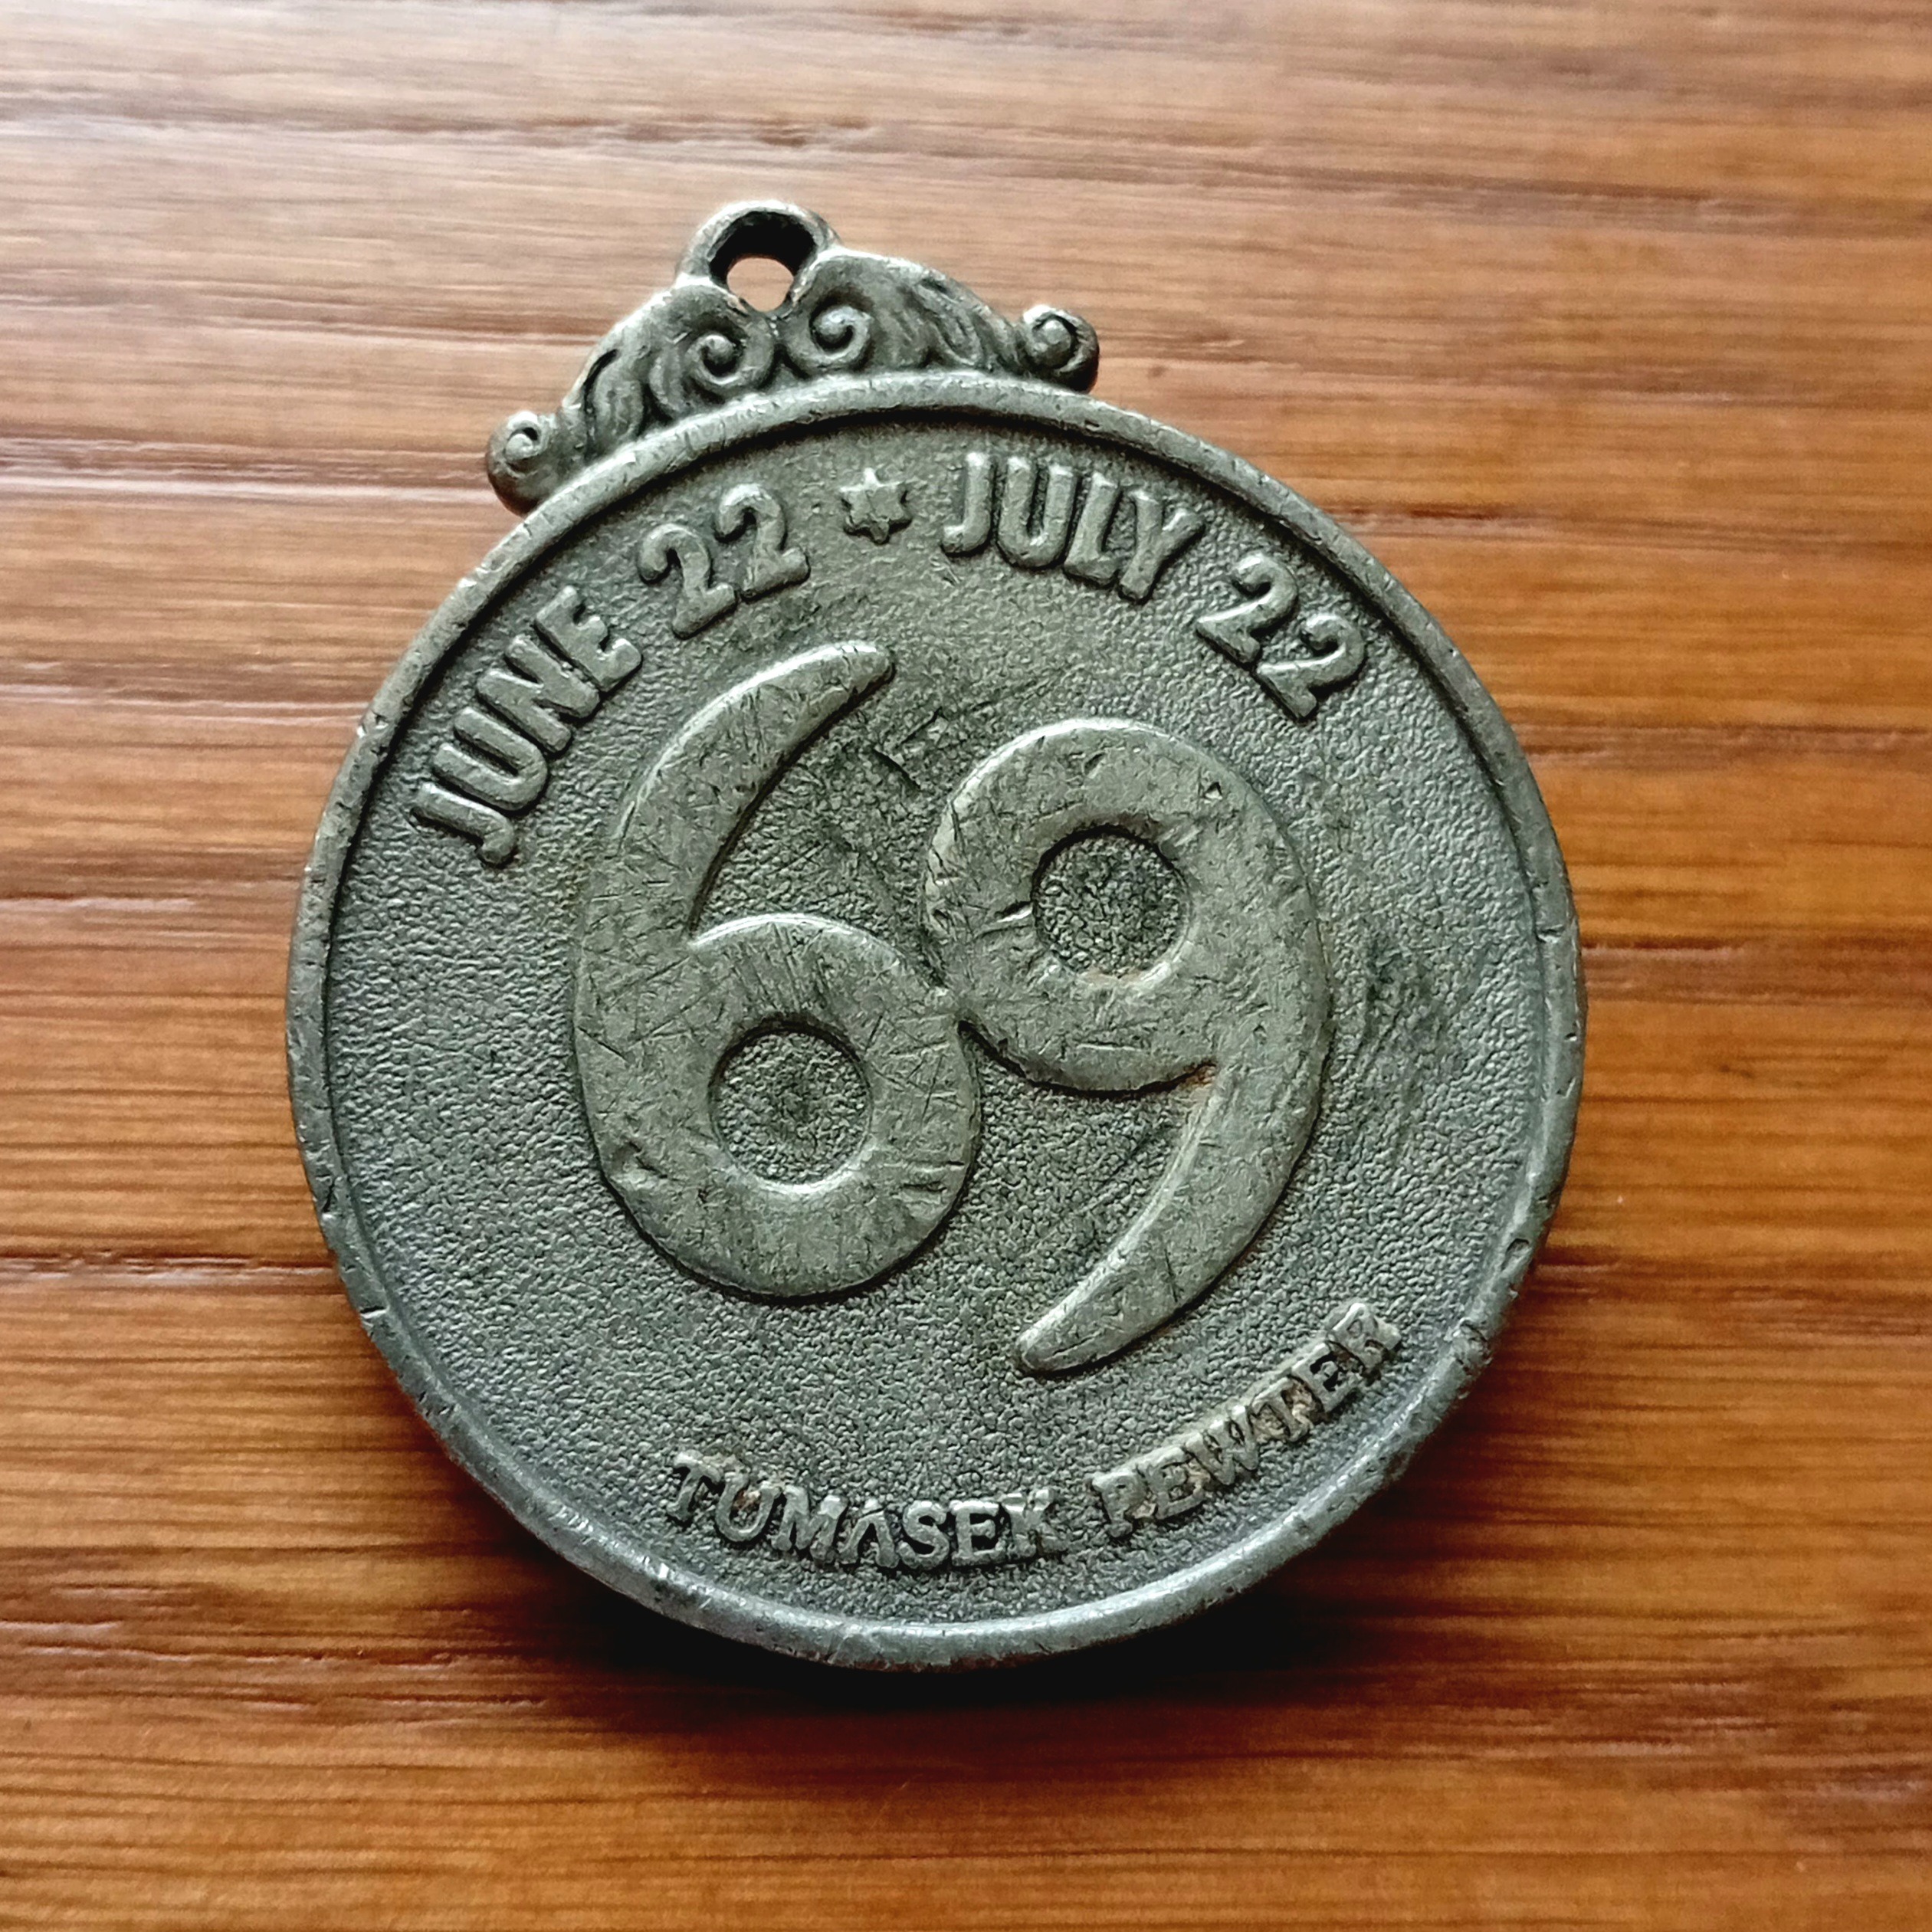 JUNE 22 ✶ JULY 22
69
TUMASEK PEWTER